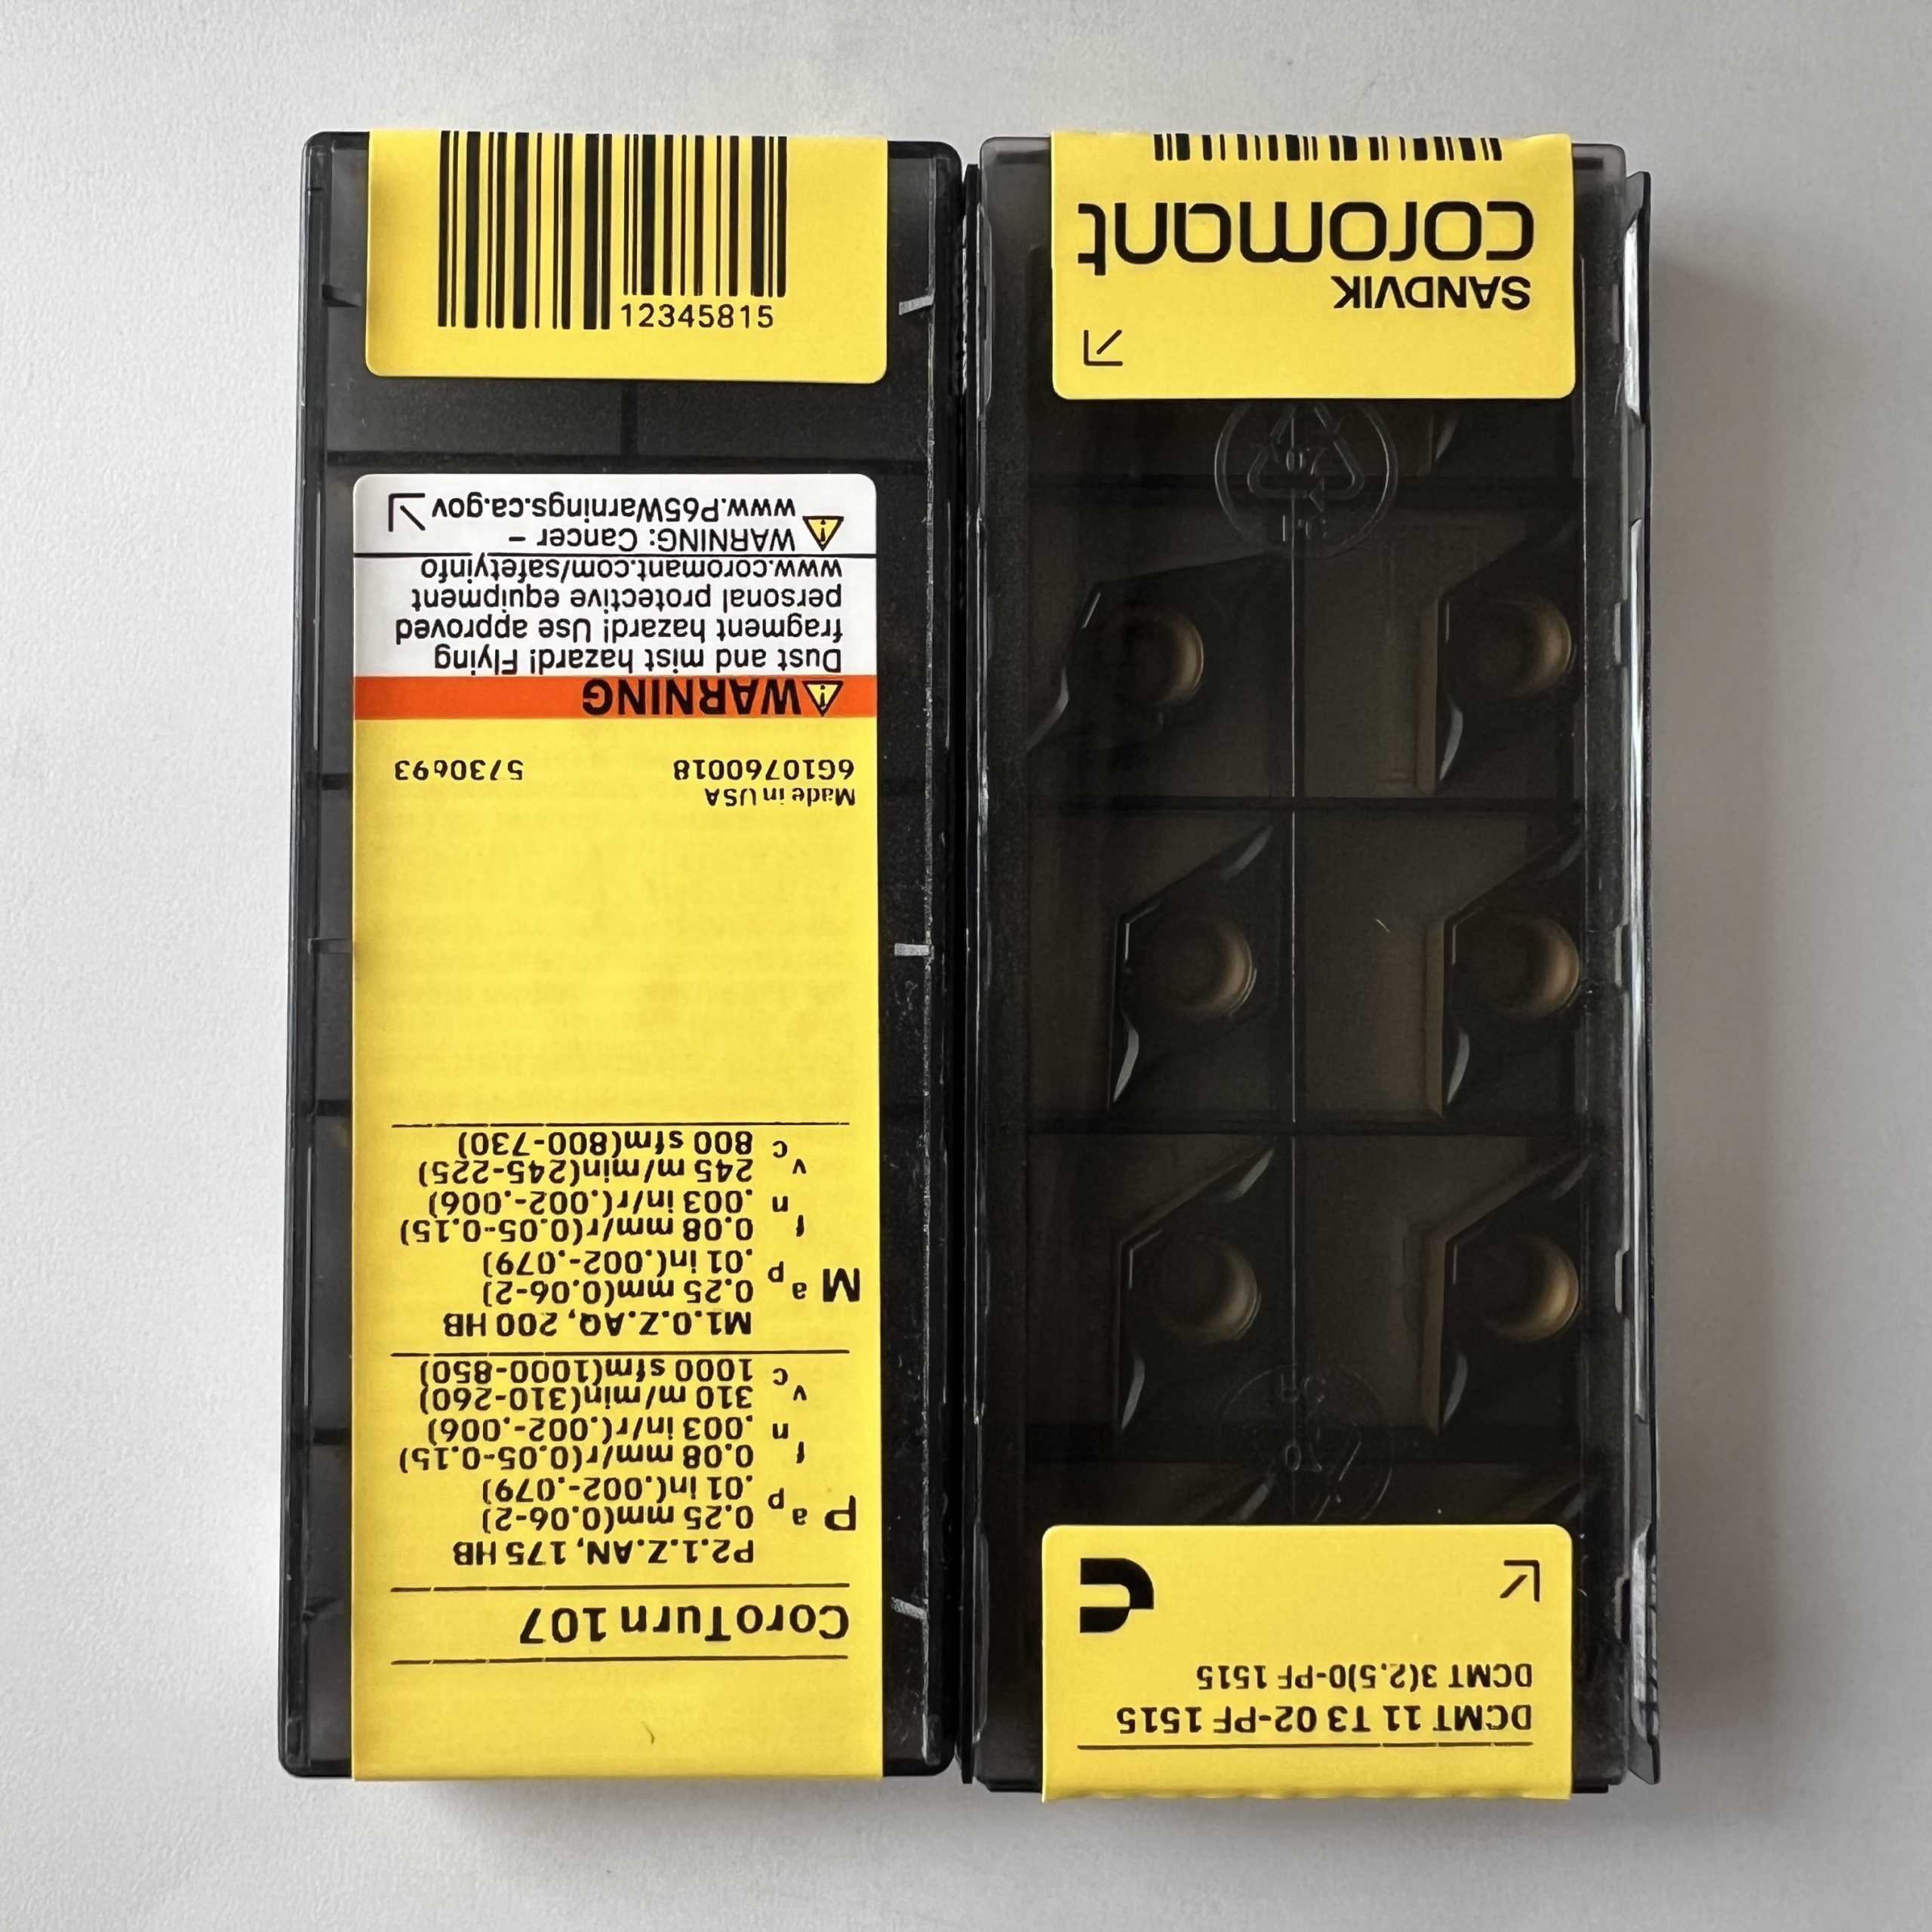 12345815
CoroTurn 107
P2.1.Z.AN, 175 HB
P a p 0.25 mm(0.06-2)
.01 in(.002-.079)
f n 0.08 mm/r(0.05-0.15)
.003 in/r(.002-.006)
v c 310 m/min(310-260)
1000 sfm(1000-850)
M1.0.Z.AQ, 200 HB
M a p 0.25 mm(0.06-2)
.01 in(.002-.079)
f n 0.08 mm/r(0.05-0.15)
.003 in/r(.002-.006)
v c 245 m/min(245-225)
800 sfm(800-730)
Made in USA
6G10760018 5730693
WARNING
Dust and mist hazard! Flying
fragment hazard! Use approved
personal protective equipment
www.coromant.com/safetyinfo
WARNING: Cancer -
www.P65Warnings.ca.gov
DCMT 11 T3 02-PF 1515
DCMT 3(2.5)0-PF 1515
SANDVIK
coromant